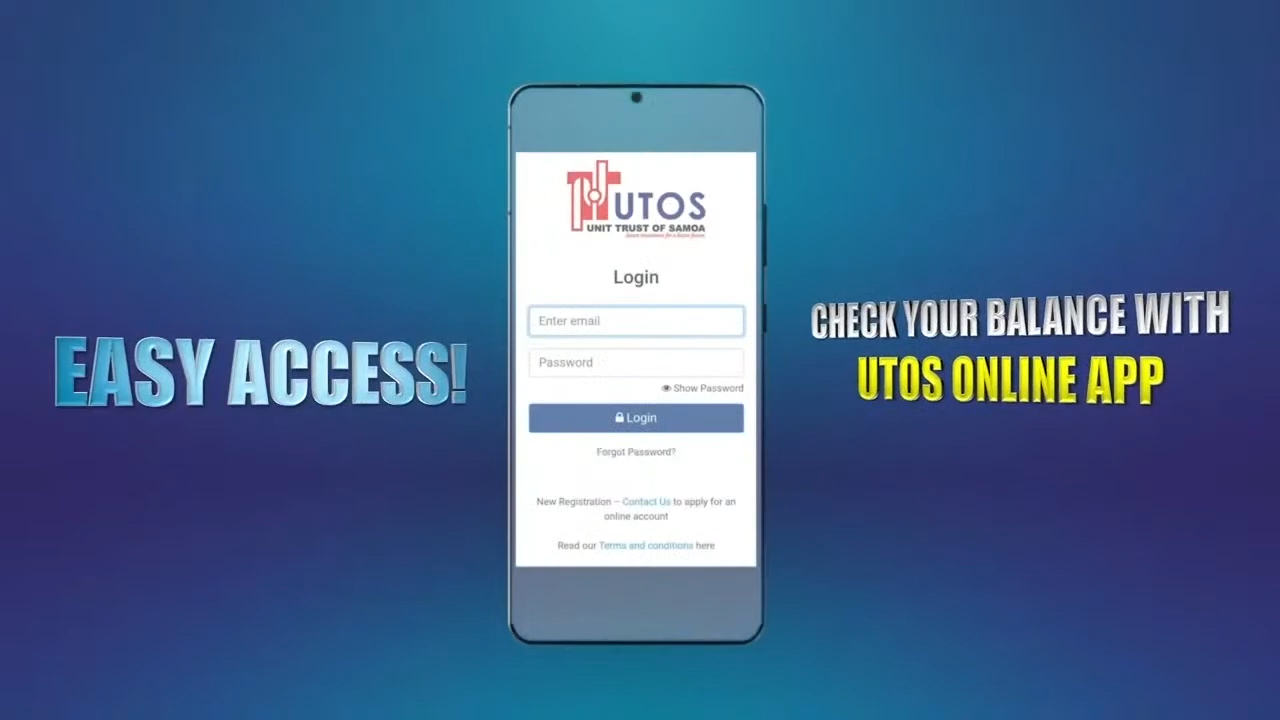 EASY ACCESS!
UTOS
UNIT TRUST OF SAMOA
Login
Enter email
Password
Show Password
Login
Forgot Password?
New Registration – Contact Us to apply for an
online account
Read our Terms and conditions here
CHECK YOUR BALANCE WITH
UTOS ONLINE APP